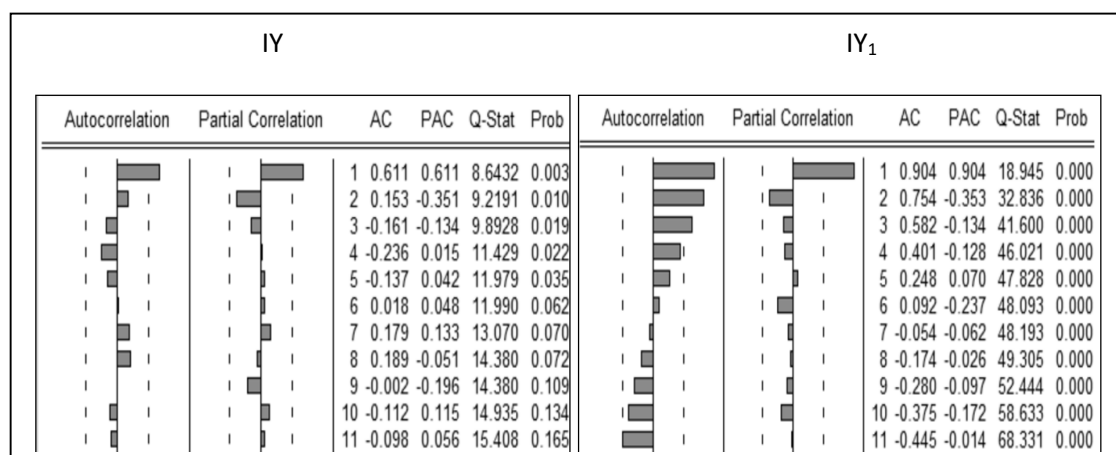 IY
IY₁
Autocorrelation Partial Correlation AC PAC Q-Stat Prob
1 0.611 0.611 8.6432 0.003
2 0.153 -0.351 9.2191 0.010
3 -0.161 -0.134 9.8928 0.019
4 -0.236 0.015 11.429 0.022
5 -0.137 0.042 11.979 0.035
6 0.018 0.048 11.990 0.062
7 0.179 0.133 13.070 0.070
8 0.189 -0.051 14.380 0.072
9 -0.002 -0.196 14.380 0.109
10 -0.112 0.115 14.935 0.134
11 -0.098 0.056 15.408 0.165
Autocorrelation Partial Correlation AC PAC Q-Stat Prob
1 0.904 0.904 18.945 0.000
2 0.754 -0.353 32.836 0.000
3 0.582 -0.134 41.600 0.000
4 0.401 -0.128 46.021 0.000
5 0.248 0.070 47.828 0.000
6 0.092 -0.237 48.093 0.000
7 -0.054 -0.062 48.193 0.000
8 -0.174 -0.026 49.305 0.000
9 -0.280 -0.097 52.444 0.000
10 -0.375 -0.172 58.633 0.000
11 -0.445 -0.014 68.331 0.000